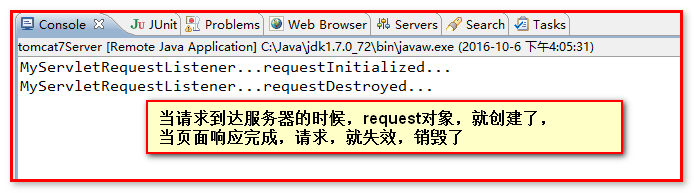 Console JUnit Problems Web Browser Servers Search Tasks
tomcat7Server [Remote Java Application] C:\Java\jdk1.7.0_72\bin\javaw.exe (2016-10-6 下午4:05:31)
MyServletRequestListener...requestInitialized...
MyServletRequestListener...requestDestroyed...
当请求到达服务器的时候，request对象，就创建了，
当页面响应完成，请求，就失效，销毁了